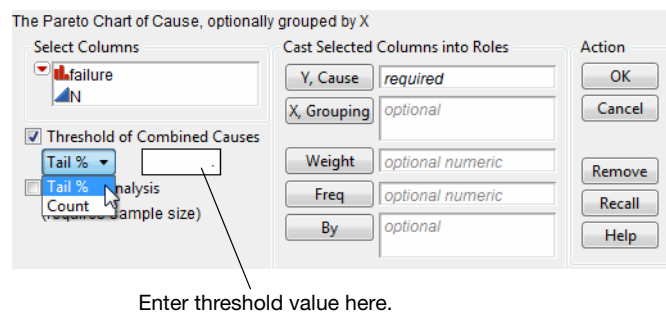 The Pareto Chart of Cause, optionally grouped by X
Select Columns
failure
N
Threshold of Combined Causes
Tail %
.
Tail %
nalysis
Count
(requires sample size)
Cast Selected Columns into Roles
Y, Cause
required
X, Grouping
optional
Weight
optional numeric
Freq
optional numeric
By
optional
Action
OK
Cancel
Remove
Recall
Help
Enter threshold value here.